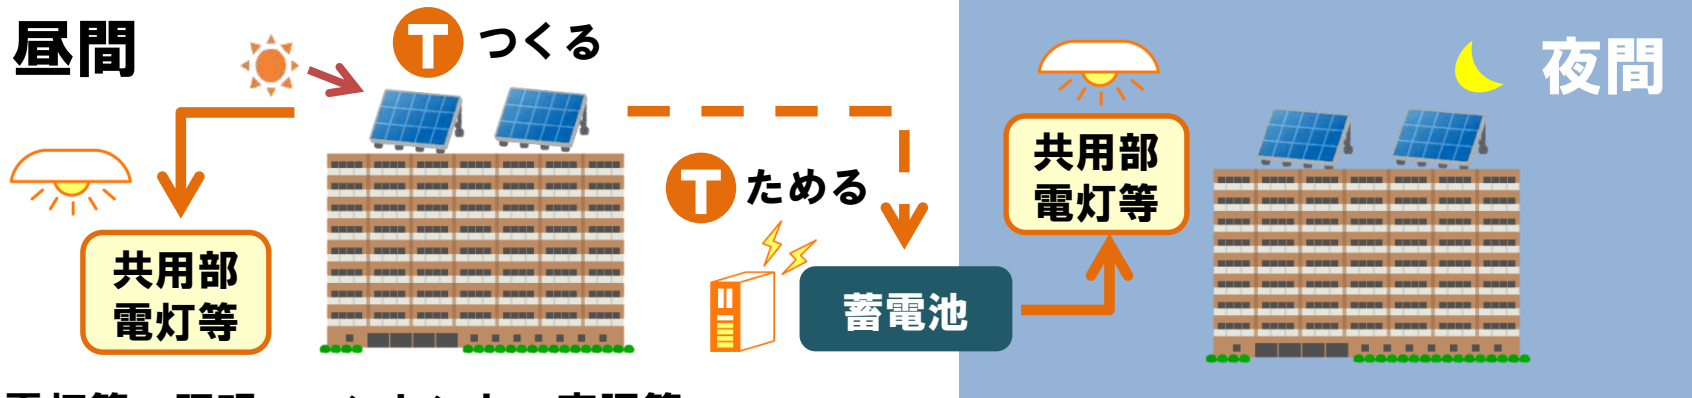 昼間
T つくる
共用部
電灯等
T ためる
蓄電池
共用部
電灯等
夜間